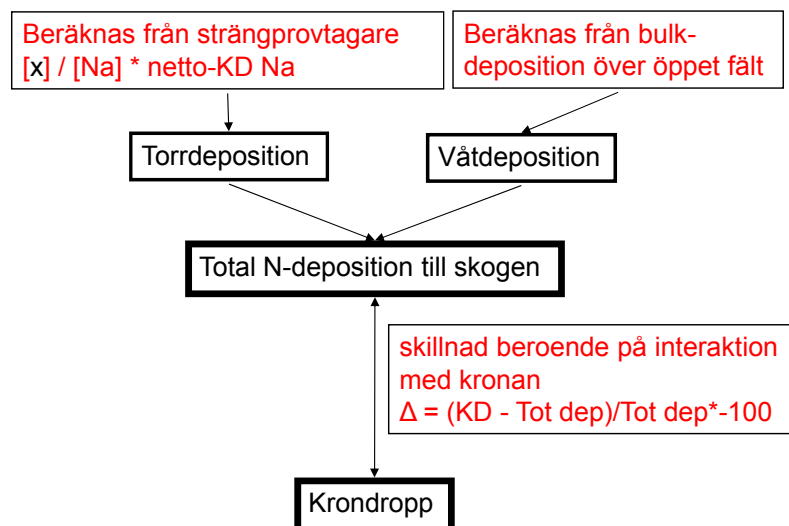 Beräknas från strängprovtagare
[x] / [Na] * netto-KD Na
Beräknas från bulk-
deposition över öppet fält
Torrdeposition
Våtdeposition
Total N-deposition till skogen
skillnad beroende på interaktion
med kronan
Δ = (KD - Tot dep)/Tot dep*-100
Krondropp